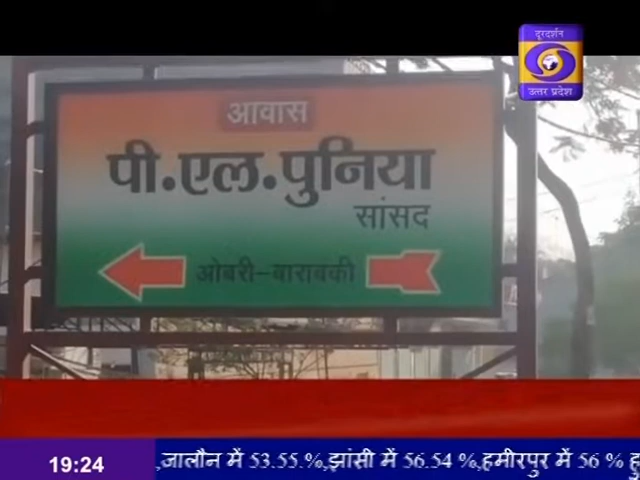 दूरदर्शन
उत्तर प्रदेश
आवास
पी.एल.पुनिया
सांसद
ओबरी-बाराबंकी
19:24
,जालौन में 53.55.%,झांसी में 56.54 %,हमीरपुर में 56 % हु